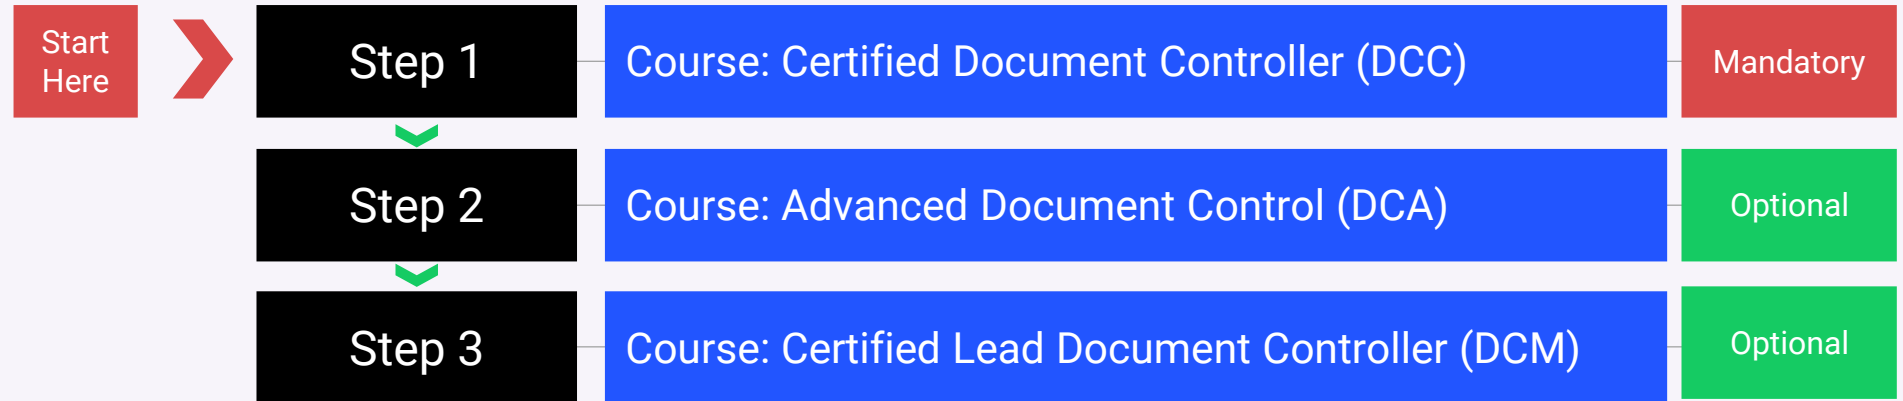 Start
Here
Step 1
Course: Certified Document Controller (DCC)
Mandatory
Step 2
Course: Advanced Document Control (DCA)
Optional
Step 3
Course: Certified Lead Document Controller (DCM)
Optional